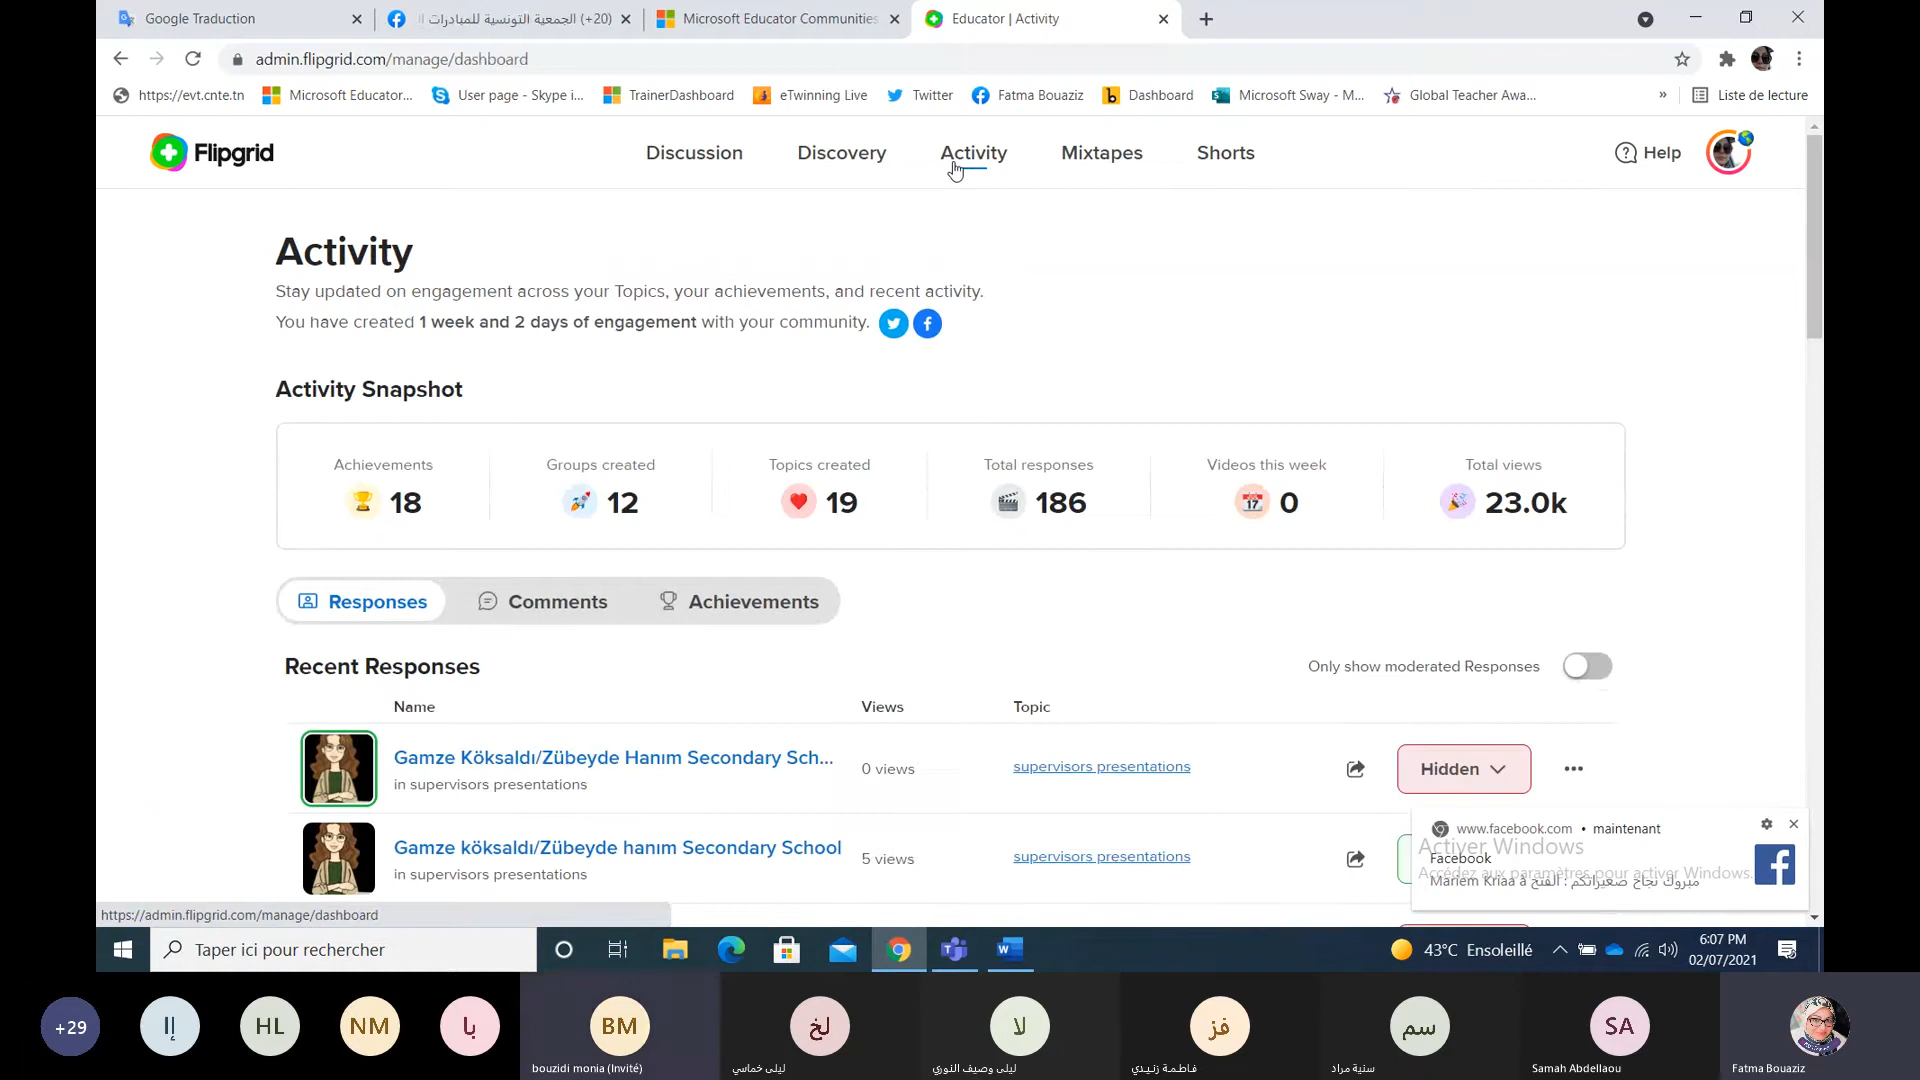 Google Traduction
(20+) الجمعية التونسية للمبادرات ا
Microsoft Educator Communities
Educator | Activity
admin.flipgrid.com/manage/dashboard
https://evt.cnte.tn
Microsoft Educator...
User page - Skype i...
TrainerDashboard
eTwinning Live
Twitter
Fatma Bouaziz
Dashboard
Microsoft Sway - M...
Global Teacher Awa...
»
Liste de lecture
Flipgrid
Discussion
Discovery
Activity
Mixtapes
Shorts
Help
Activity
Stay updated on engagement across your Topics, your achievements, and recent activity.
You have created 1 week and 2 days of engagement with your community.
Activity Snapshot
Achievements
18
Groups created
12
Topics created
19
Total responses
186
Videos this week
0
Total views
23.0k
Responses
Comments
Achievements
Recent Responses
Only show moderated Responses
Name
Views
Topic
Gamze Köksaldı/Zübeyde Hanım Secondary Sch...
in supervisors presentations
0 views
supervisors presentations
Hidden
Gamze köksaldı/Zübeyde hanım Secondary School
in supervisors presentations
5 views
supervisors presentations
www.facebook.com • maintenant
Facebook
Mariem Kriaa à مبروك نجاح صغيراتكم : الفتح
Activer Windows
Accédez aux paramètres pour activer Windows.
https://admin.flipgrid.com/manage/dashboard
Taper ici pour rechercher
43°C Ensoleillé
6:07 PM
02/07/2021
+29
إا
HL
NM
با
BM
bouzidi monia (Invité)
لخ
ليلى خماسي
لا
ليلى وصيف النوري
فز
فاطمة زنيدي
سم
سنية مراد
SA
Samah Abdellaou
Fatma Bouaziz